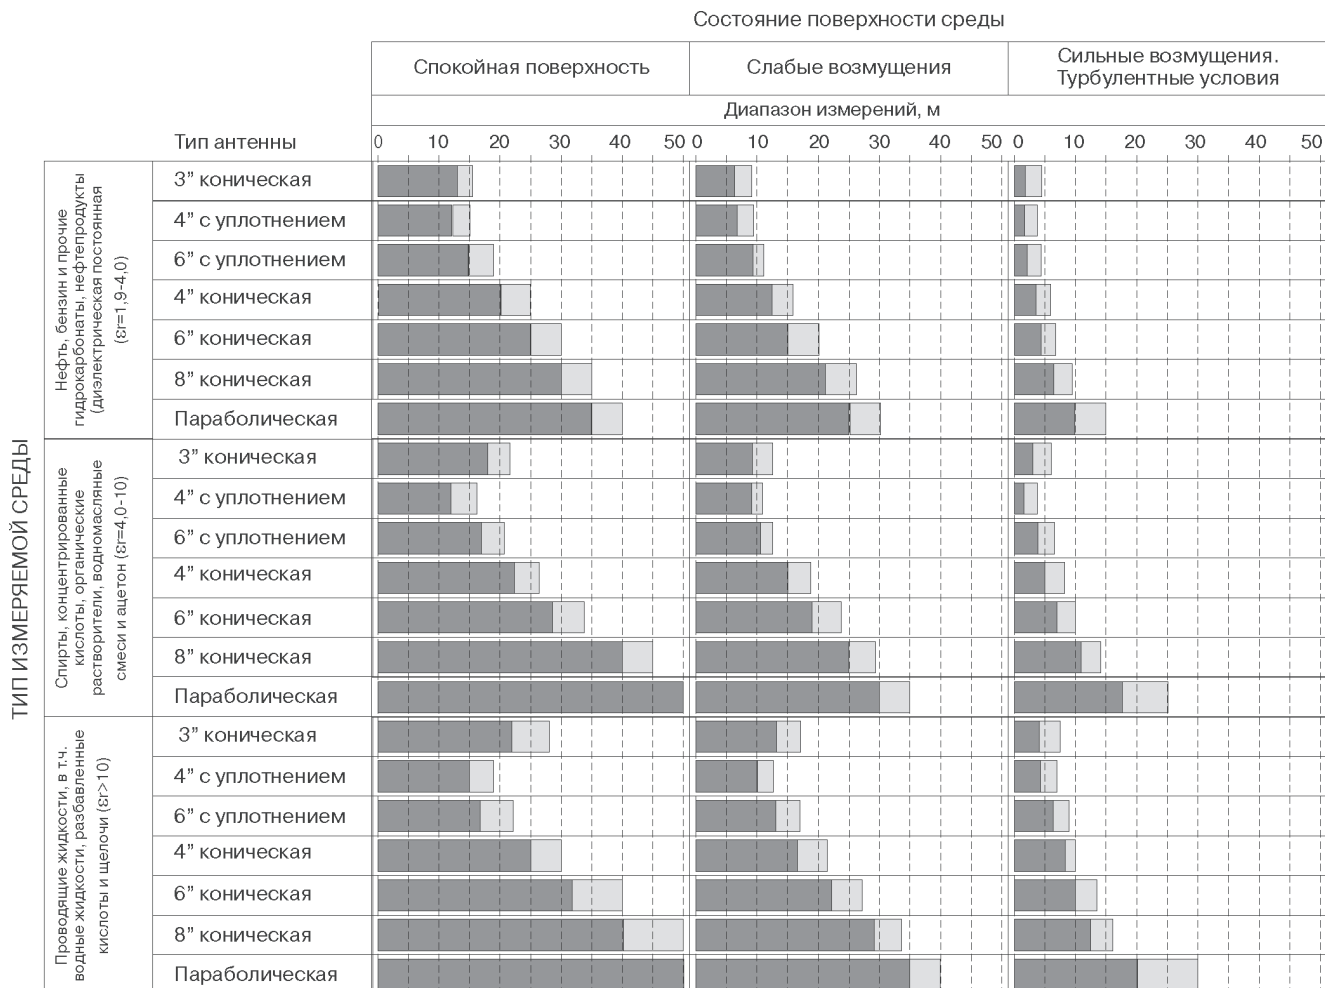 Состояние поверхности среды
Спокойная поверхность
Слабые возмущения
Сильные возмущения.
Турбулентные условия
Диапазон измерений, м
Тип антенны
0 10 20 30 40 50 0 10 20 30 40 50 0 10 20 30 40 50
ТИП ИЗМЕРЯЕМОЙ СРЕДЫ
Нефть, бензин и прочие
гидрокарбонаты, нефтепродукты
(диэлектрическая постоянная
(εr=1,9-4,0)
3” коническая
4” с уплотнением
6” с уплотнением
4” коническая
6” коническая
8” коническая
Параболическая
Спирты, концентрированные
кислоты, органические
растворители, водномасляные
смеси и ацетон (εr=4,0-10)
3” коническая
4” с уплотнением
6” с уплотнением
4” коническая
6” коническая
8” коническая
Параболическая
Проводящие жидкости, в т.ч.
водные жидкости, разбавленные
кислоты и щелочи (εr>10)
3” коническая
4” с уплотнением
6” с уплотнением
4” коническая
6” коническая
8” коническая
Параболическая